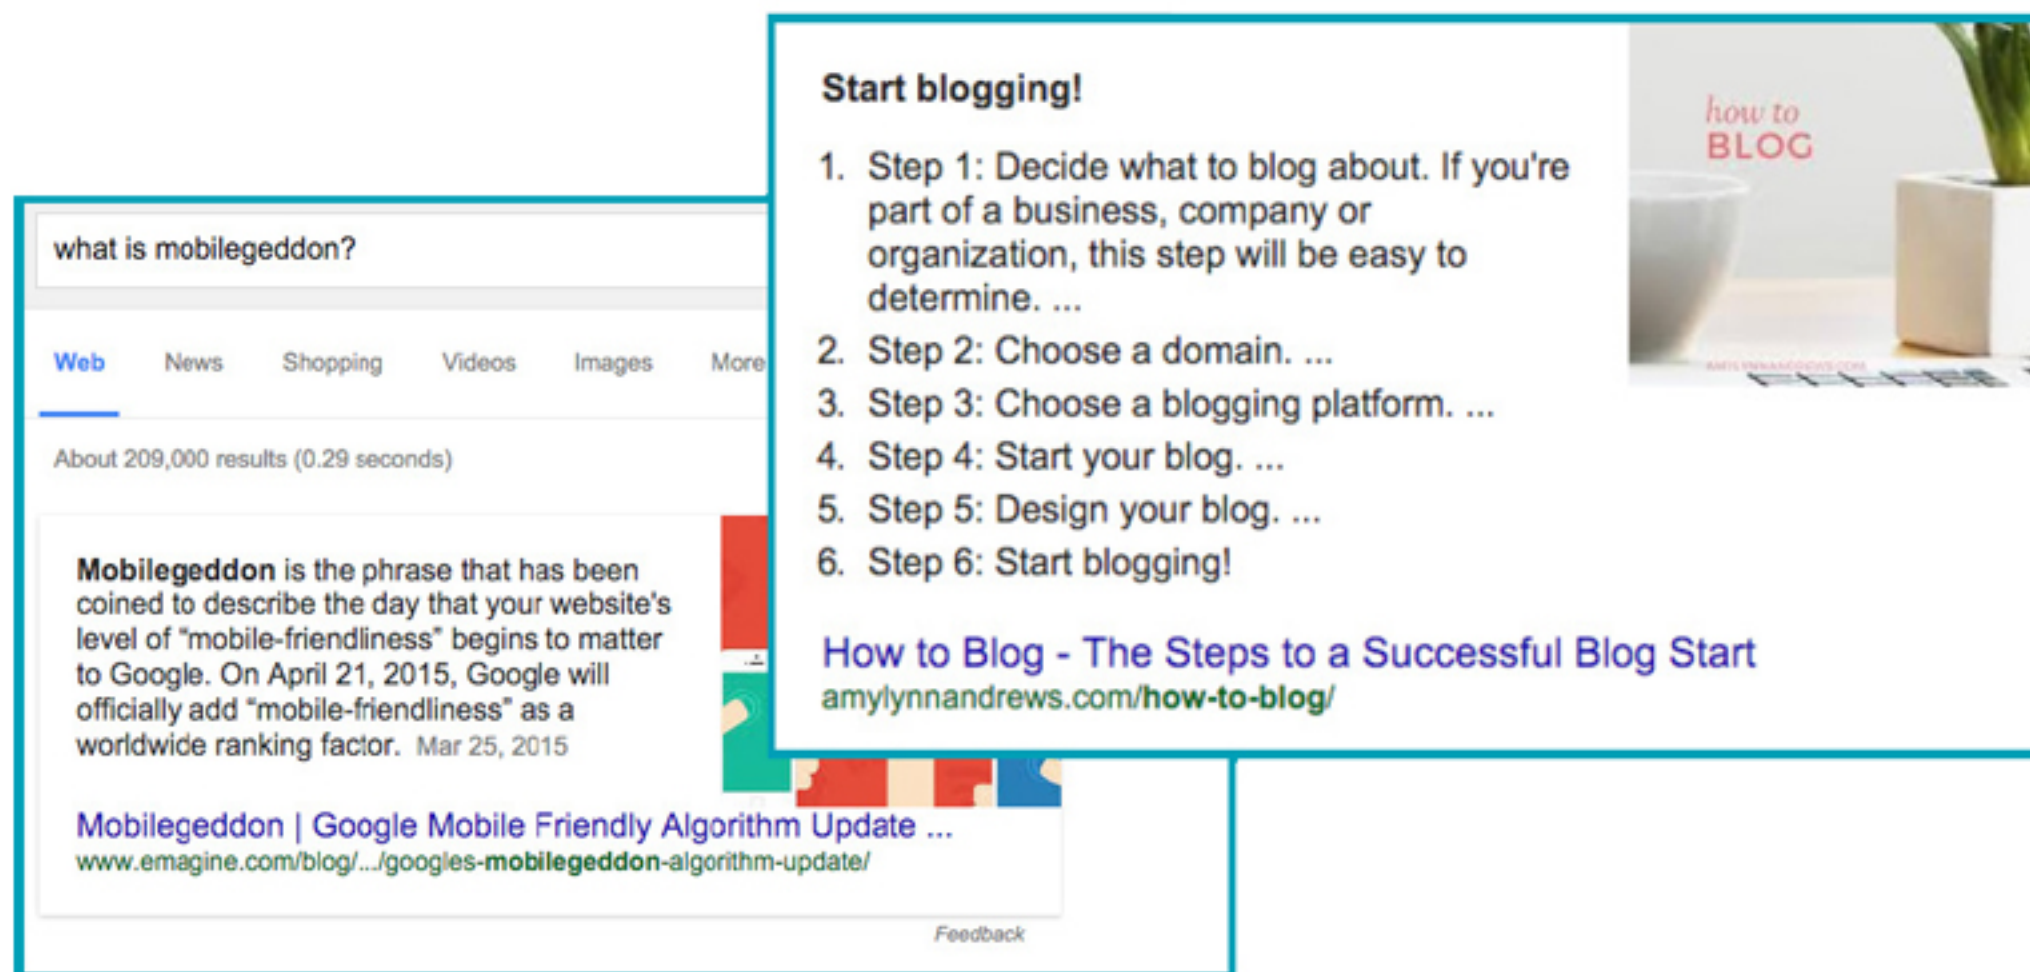 what is mobilegeddon?
Web News Shopping Videos Images More
About 209,000 results (0.29 seconds)
Mobilegeddon is the phrase that has been
coined to describe the day that your website's
level of “mobile-friendliness” begins to matter
to Google. On April 21, 2015, Google will
officially add “mobile-friendliness” as a
worldwide ranking factor. Mar 25, 2015
Mobilegeddon | Google Mobile Friendly Algorithm Update ...
www.emagine.com/blog/.../googles-mobilegeddon-algorithm-update/
Feedback
Start blogging!
1. Step 1: Decide what to blog about. If you're
part of a business, company or
organization, this step will be easy to
determine. ...
2. Step 2: Choose a domain. ...
3. Step 3: Choose a blogging platform. ...
4. Step 4: Start your blog. ...
5. Step 5: Design your blog. ...
6. Step 6: Start blogging!
How to Blog - The Steps to a Successful Blog Start
amylynnandrews.com/how-to-blog/
how to
BLOG
AMYLYNNANDREWS.COM